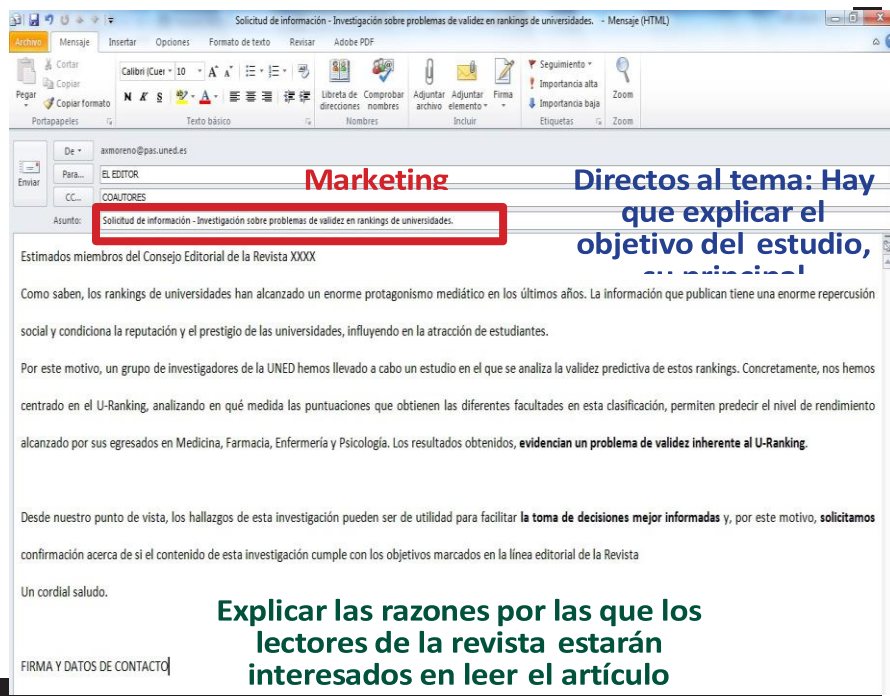 Solicitud de información - Investigación sobre problemas de validez en rankings de universidades. - Mensaje (HTML)
Archivo Mensaje Insertar Opciones Formato de texto Revisar Adobe PDF
Pegar
Cortar
Copiar
Copiar formato
Portapapeles
Calibri (Cuer 10
N K S
Texto básico
Libreta de direcciones
Comprobar nombres
Nombres
Adjuntar archivo
Adjuntar elemento
Firma
Incluir
Seguimiento
Importancia alta
Importancia baja
Etiquetas
Zoom
Zoom
Enviar
De axmoreno@pas.uned.es
Para... EL EDITOR
CC... COAUTORES
Asunto: Solicitud de información - Investigación sobre problemas de validez en rankings de universidades.
Marketing
Directos al tema: Hay
que explicar el
objetivo del estudio,
su principal
Estimados miembros del Consejo Editorial de la Revista XXXX
Como saben, los rankings de universidades han alcanzado un enorme protagonismo mediático en los últimos años. La información que publican tiene una enorme repercusión
social y condiciona la reputación y el prestigio de las universidades, influyendo en la atracción de estudiantes.
Por este motivo, un grupo de investigadores de la UNED hemos llevado a cabo un estudio en el que se analiza la validez predictiva de estos rankings. Concretamente, nos hemos
centrado en el U-Ranking, analizando en qué medida las puntuaciones que obtienen las diferentes facultades en esta clasificación, permiten predecir el nivel de rendimiento
alcanzado por sus egresados en Medicina, Farmacia, Enfermería y Psicología. Los resultados obtenidos, evidencian un problema de validez inherente al U-Ranking.
Desde nuestro punto de vista, los hallazgos de esta investigación pueden ser de utilidad para facilitar la toma de decisiones mejor informadas y, por este motivo, solicitamos
confirmación acerca de si el contenido de esta investigación cumple con los objetivos marcados en la línea editorial de la Revista
Un cordial saludo.
FIRMA Y DATOS DE CONTACTO
Explicar las razones por las que los
lectores de la revista estarán
interesados en leer el artículo